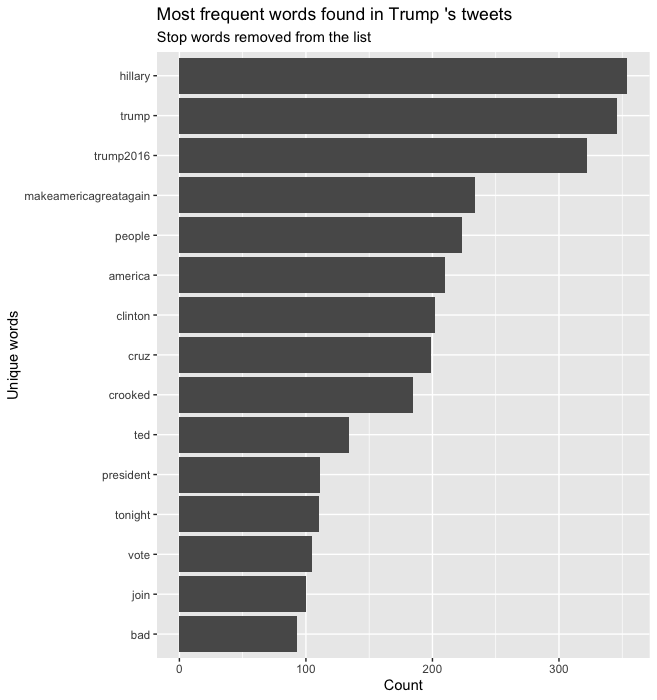 Most frequent words found in Trump 's tweets
Stop words removed from the list
Unique words
hillary
trump
trump2016
makeamericagreatagain
people
america
clinton
cruz
crooked
ted
president
tonight
vote
join
bad
0 100 200 300
Count